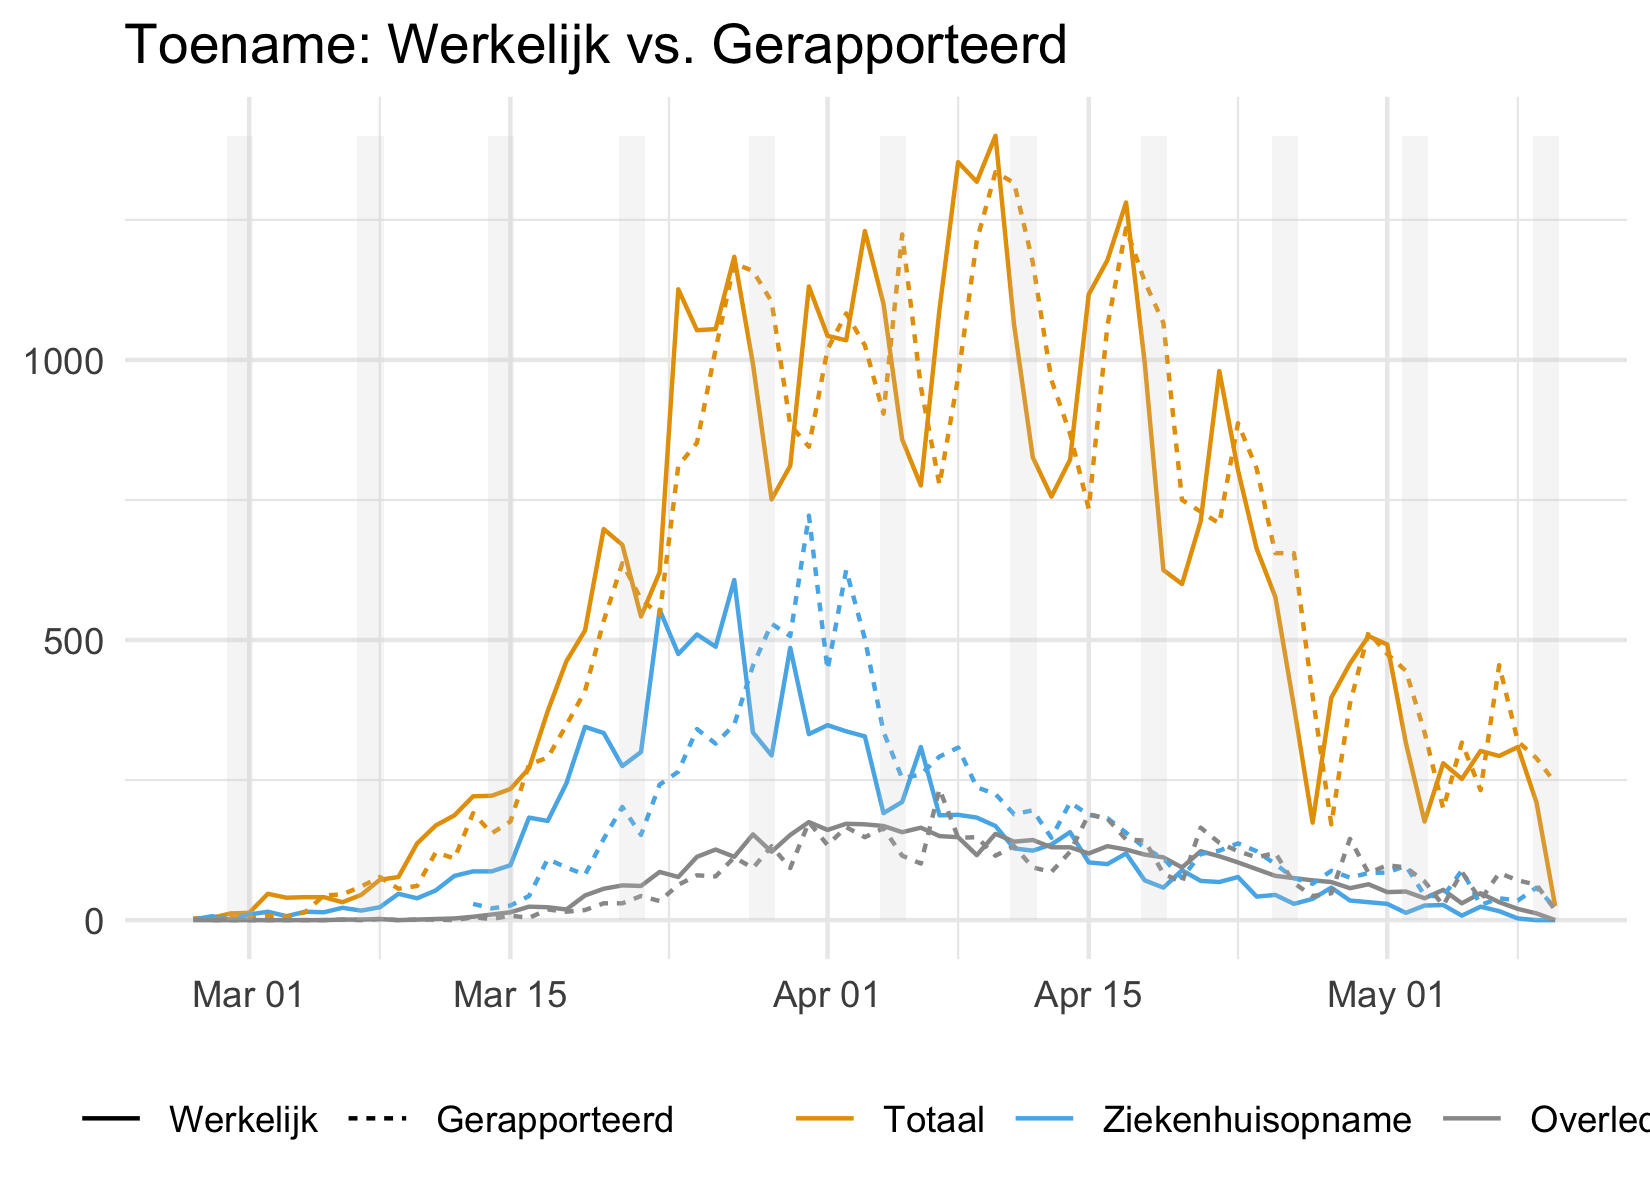 Toename: Werkelijk vs. Gerapporteerd
1000
500
0
Mar 01 Mar 15 Apr 01 Apr 15 May 01
Werkelijk Gerapporteerd Totaal Ziekenhuisopname